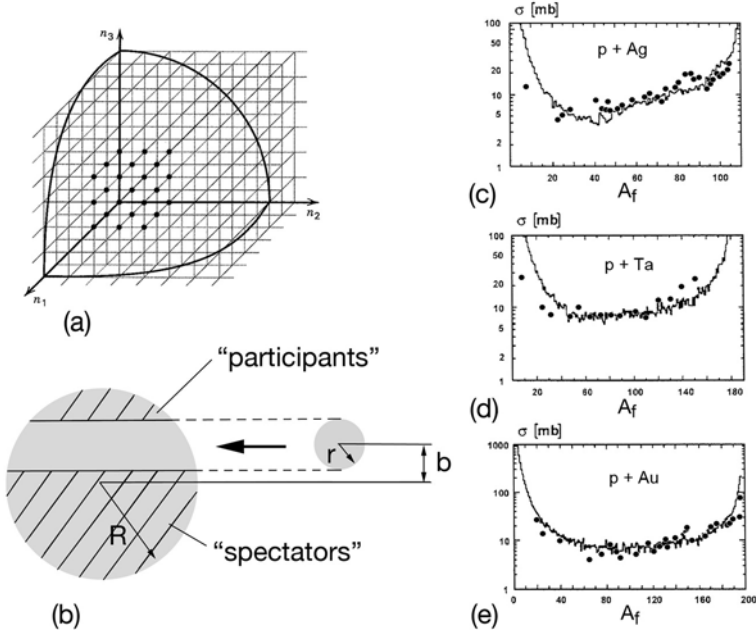 n₃
n₂
n₁
(a)
"participants"
r
b
R
"spectators"
(b)
σ [mb]
100
50
20
10
5
2
1
p + Ag
20 40 60 80 100
(c)
A_f
σ [mb]
100
50
20
10
5
2
1
p + Ta
20 60 100 140 180
(d)
A_f
σ [mb]
1000
100
10
1
p + Au
0 40 80 120 160 200
(e)
A_f